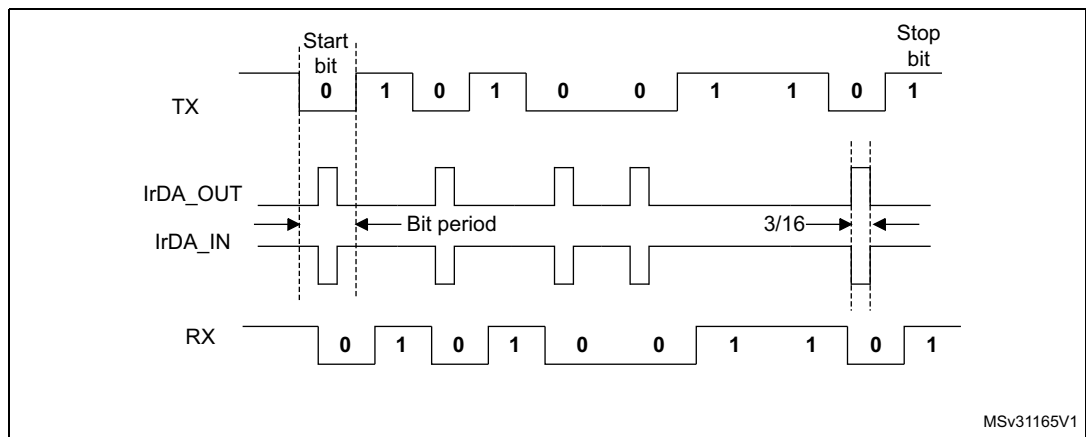 Start
bit
Stop
bit
TX
0 1 0 1 0 0 1 1 0 1
IrDA_OUT
Bit period
3/16
IrDA_IN
RX
0 1 0 1 0 0 1 1 0 1
MSv31165V1